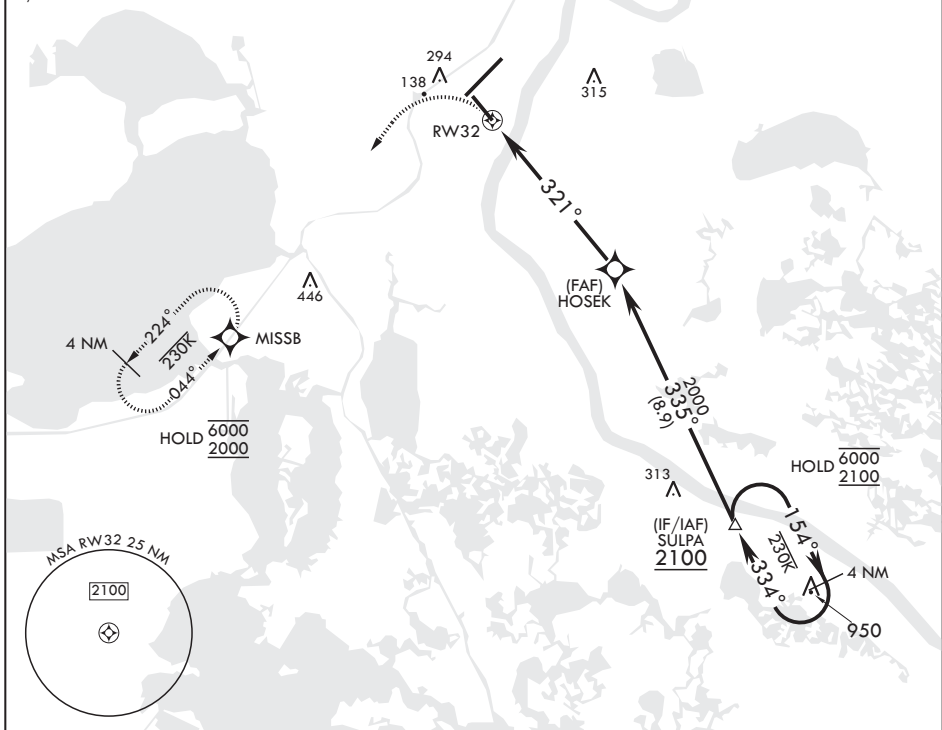 294
138
315
RW32
321°
(FAF)
HOSEK
446
224°
4 NM
230K
MISSB
044°
HOLD 6000
2000
2000
335°
(8.9)
HOLD 6000
2100
313
(IF/IAF)
SULPA
2100
154°
230K
334°
4 NM
950
MSA RW32 25 NM
2100